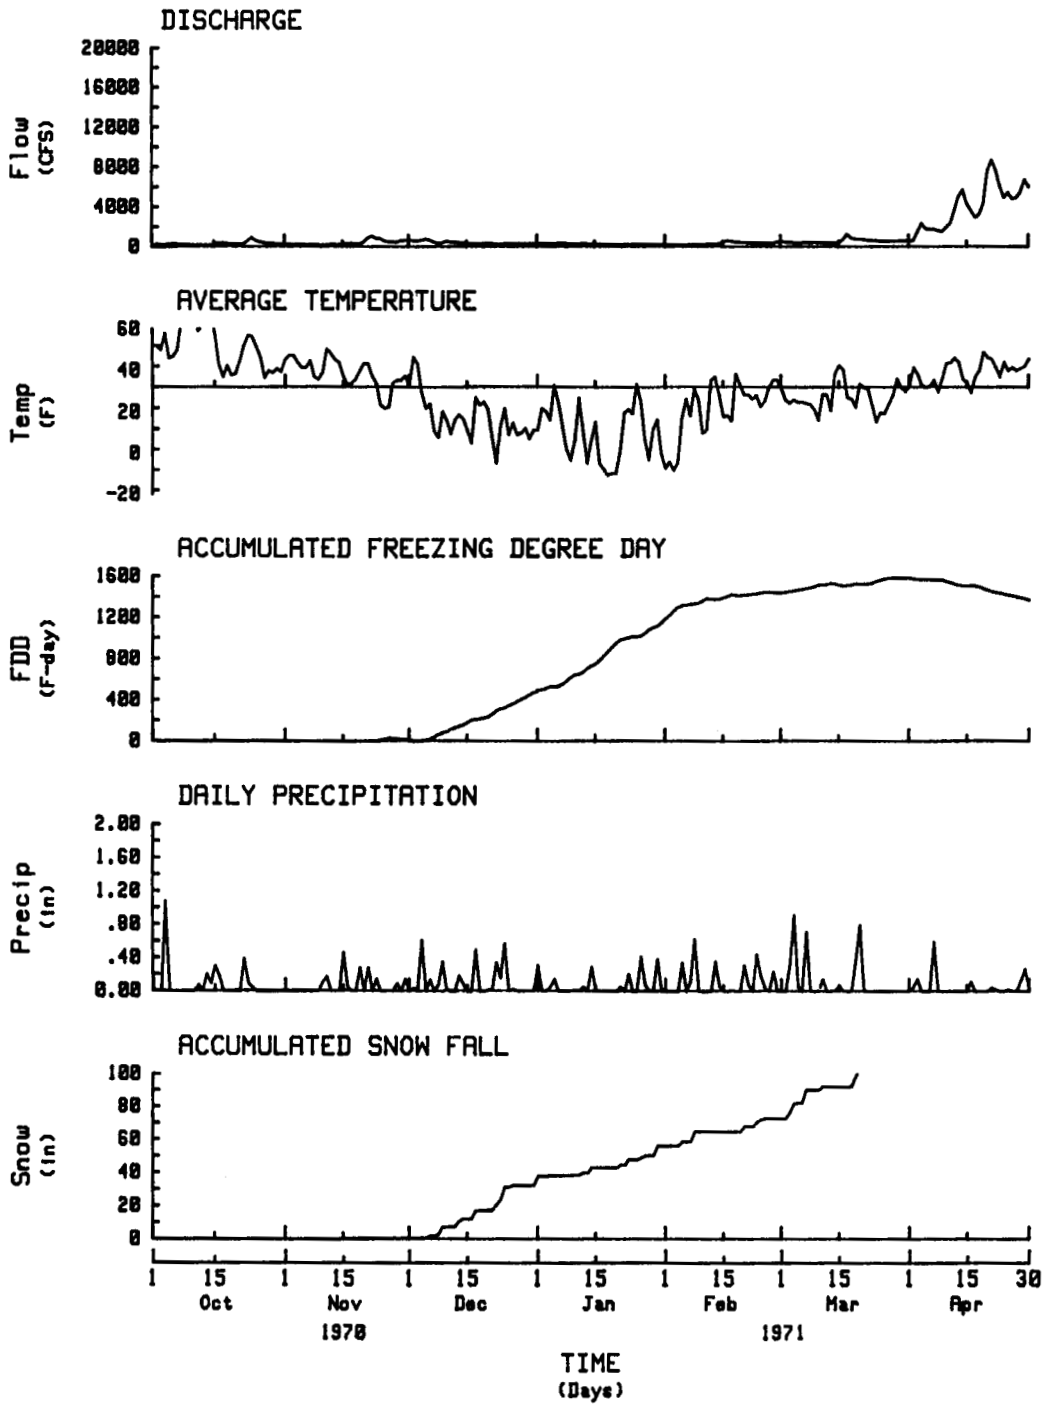 DISCHARGE
20000
16000
12000
8000
4000
0
Flow
(CFS)
AVERAGE TEMPERATURE
60
40
20
0
-20
Temp
(F)
ACCUMULATED FREEZING DEGREE DAY
1600
1200
800
400
0
FDD
(F-day)
DAILY PRECIPITATION
2.00
1.60
1.20
.80
.40
0.00
Precip
(in)
ACCUMULATED SNOW FALL
100
80
60
40
20
0
Snow
(in)
1 15 1 15 1 15 1 15 1 15 1 15 1 15 30
Oct Nov Dec Jan Feb Mar Apr
1970 1971
TIME
(Days)